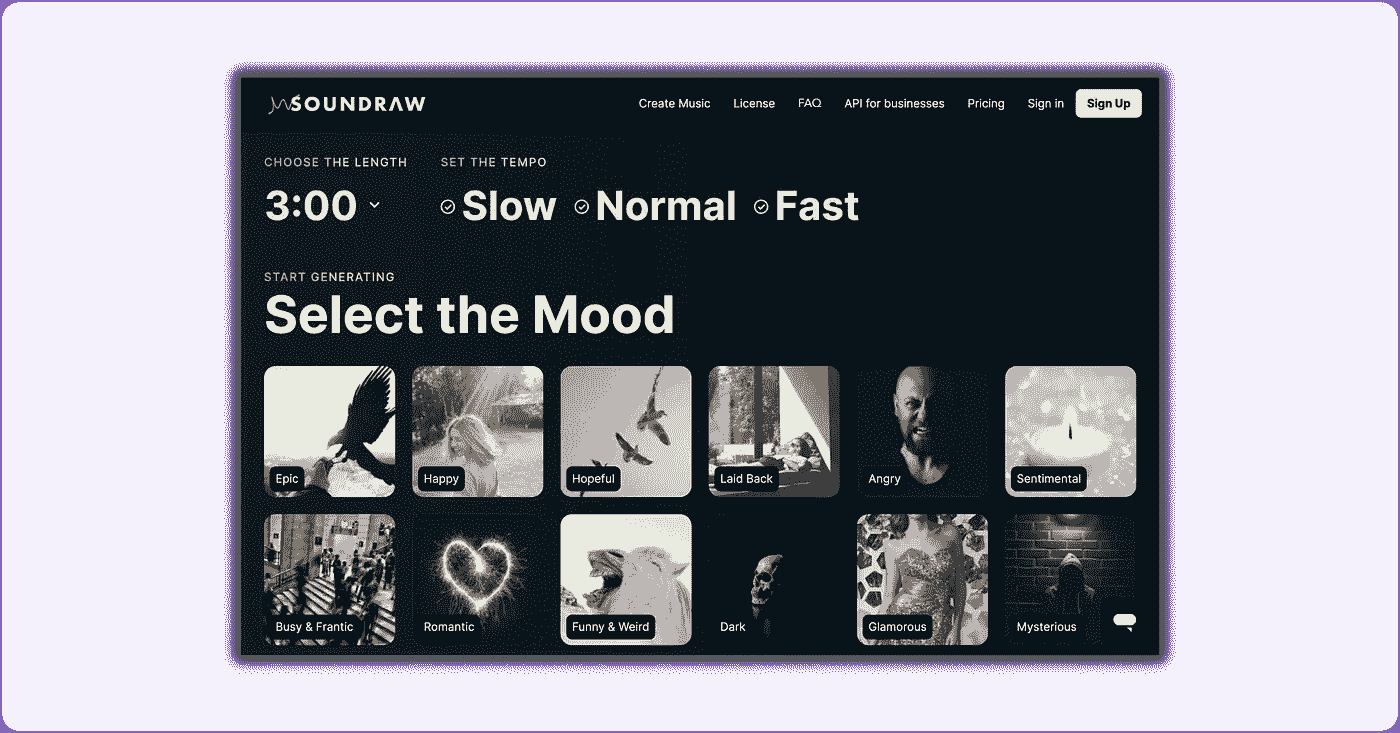 SOUNDRAW
Create Music License FAQ API for businesses Pricing Sign in Sign Up
CHOOSE THE LENGTH SET THE TEMPO
3:00 Slow Normal Fast
START GENERATING
Select the Mood
Epic Happy Hopeful Laid Back Angry Sentimental
Busy & Frantic Romantic Funny & Weird Dark Glamorous Mysterious